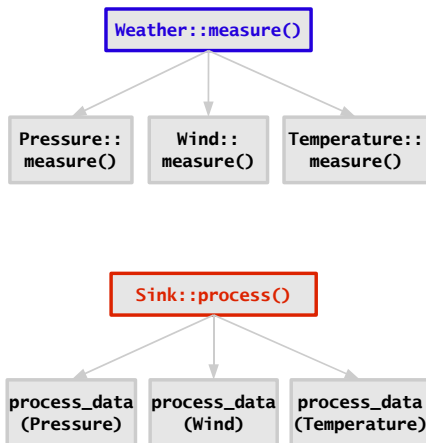 Weather::measure()
Pressure::
measure()
Wind::
measure()
Temperature::
measure()
Sink::process()
process_data
(Pressure)
process_data
(Wind)
process_data
(Temperature)